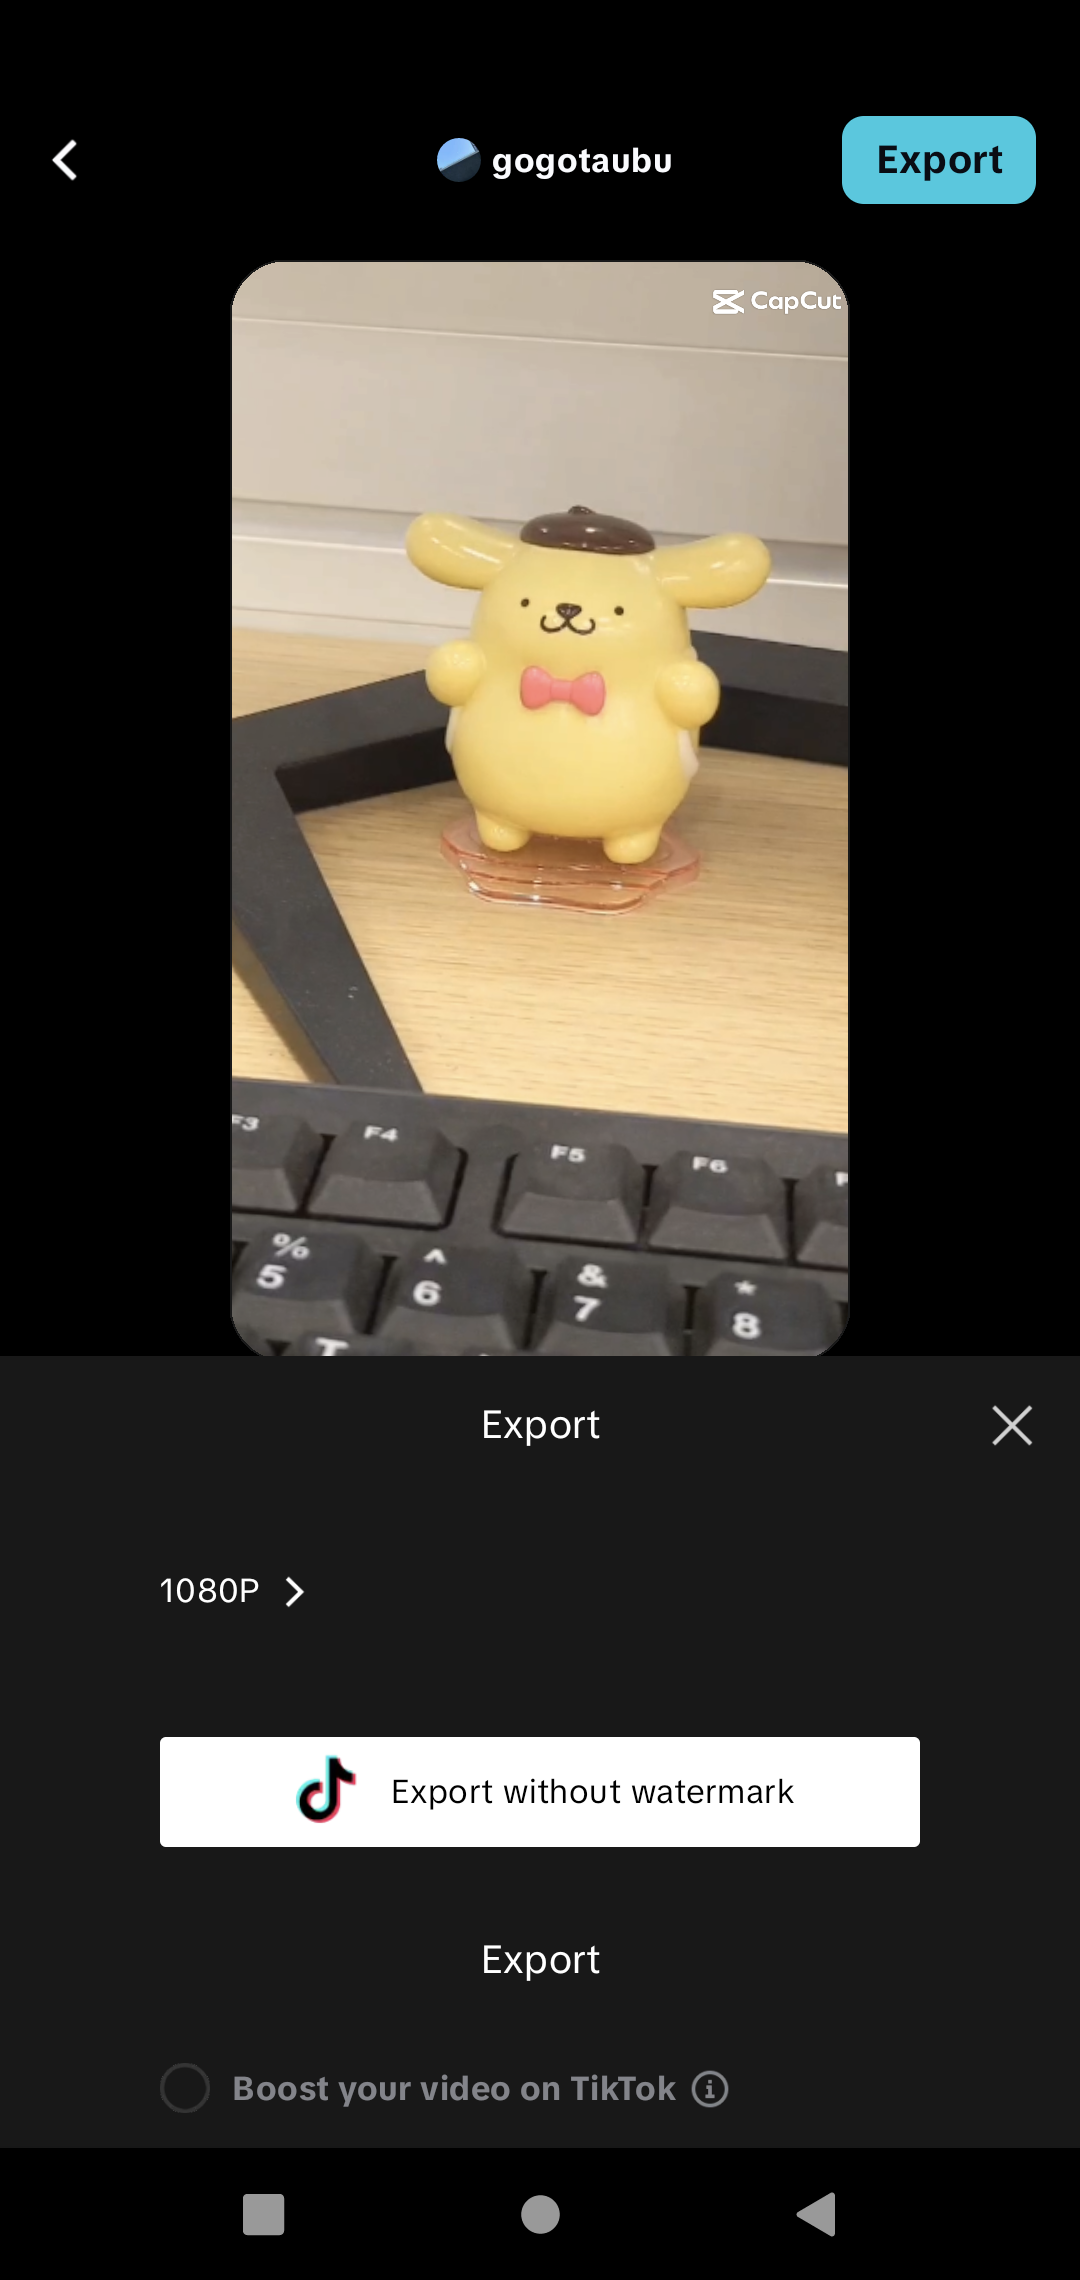 gogotaubu
Export
CapCut
F3 F4 F5 F6
% ^ & *
5 6 7 8
T
Export
1080P
Export without watermark
Export
Boost your video on TikTok